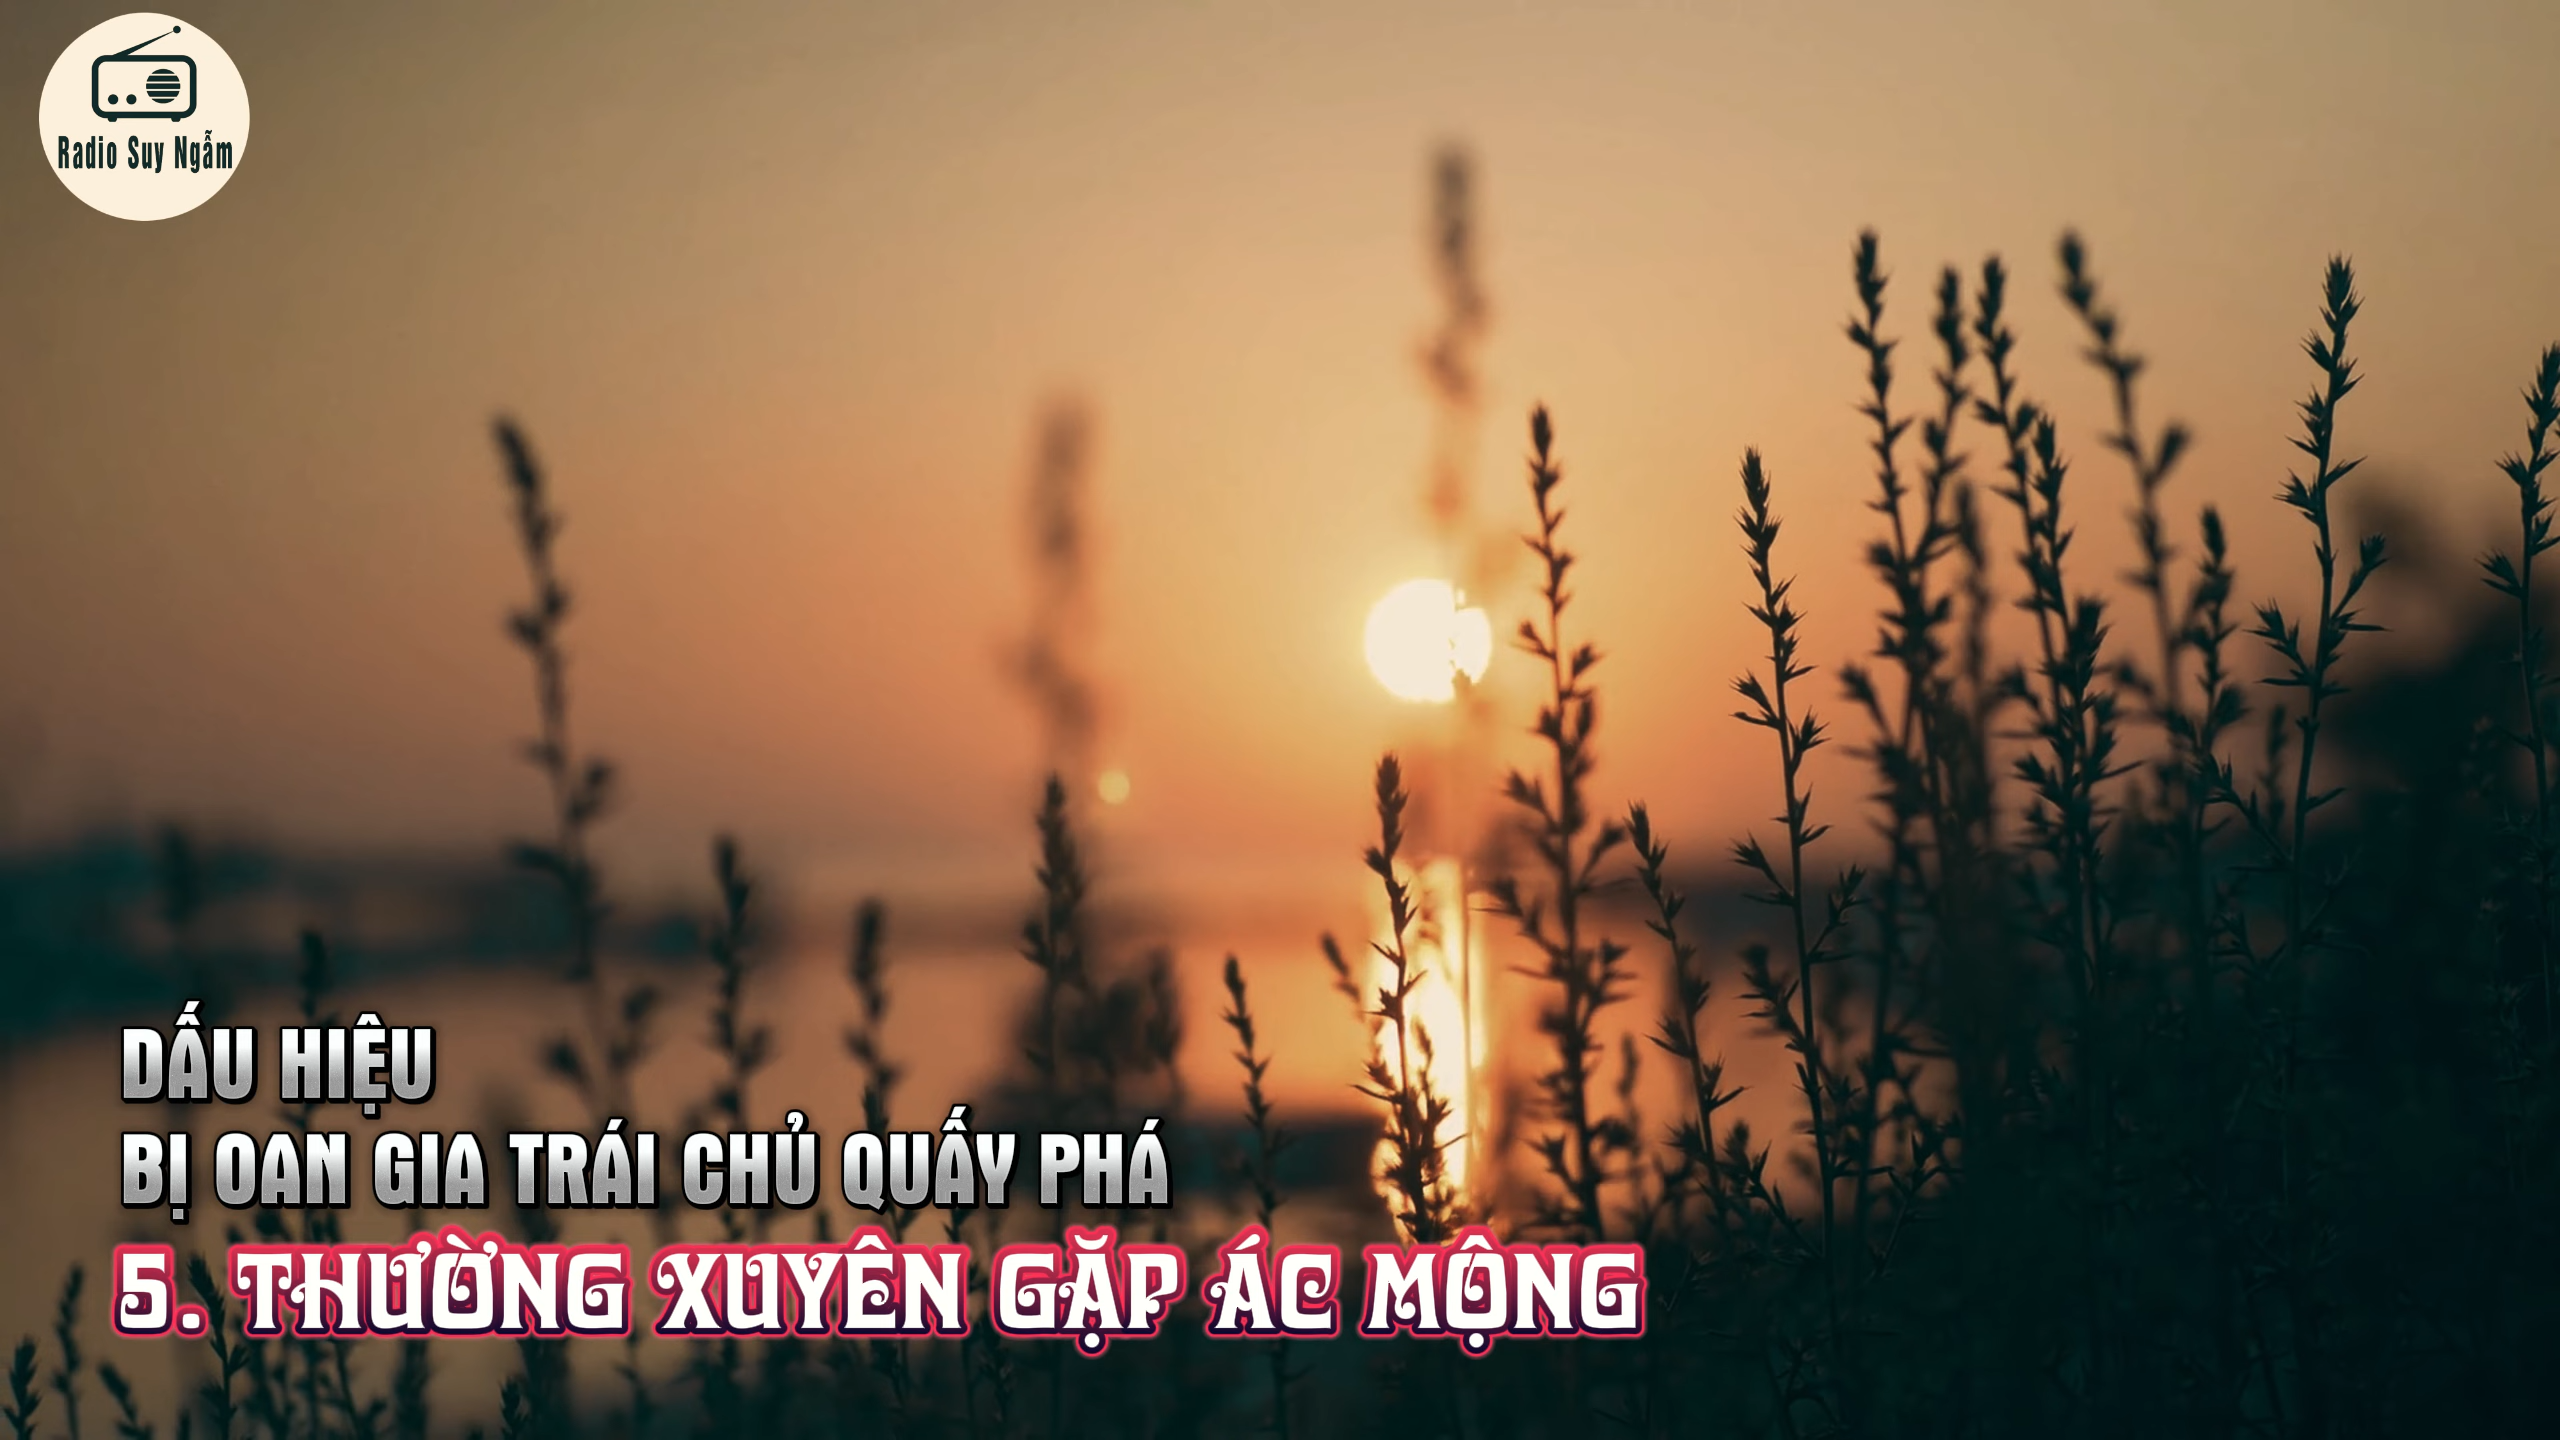 Radio Suy Ngẫm
DẤU HIỆU
BỊ OAN GIA TRÁI CHỦ QUẤY PHÁ
5. THƯỜNG XUYÊN GẶP ÁC MỘNG